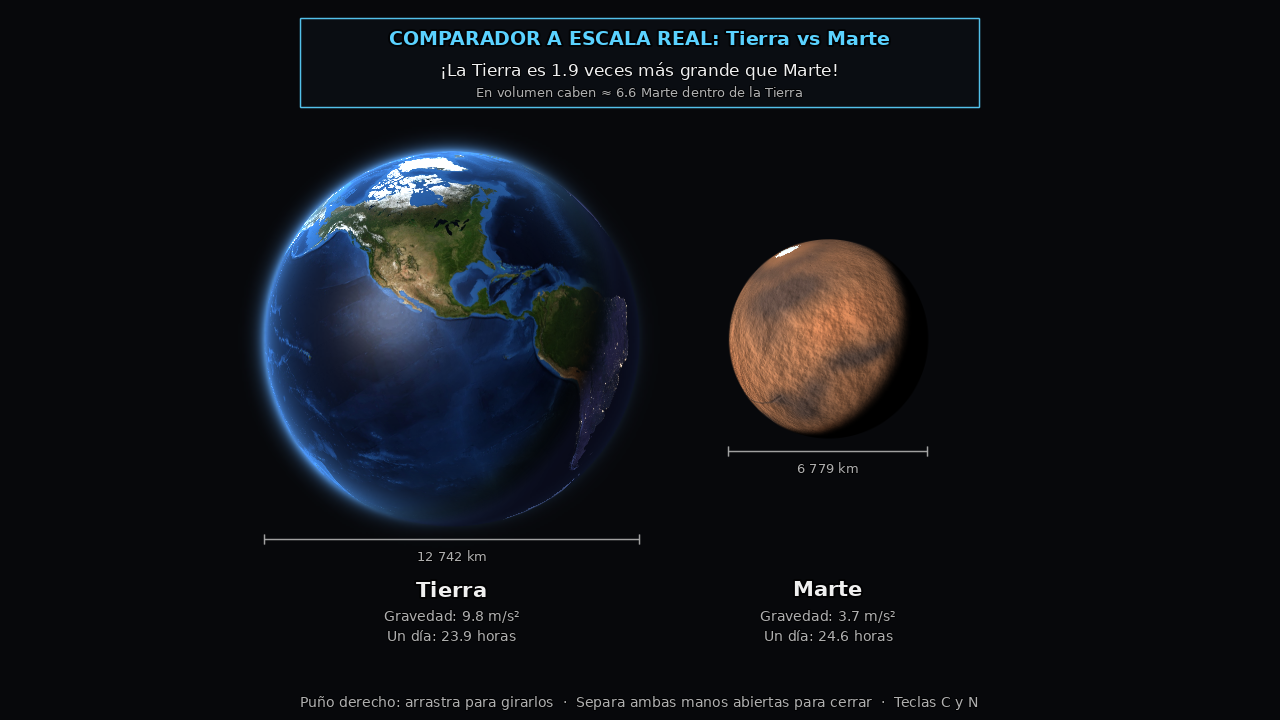 COMPARADOR A ESCALA REAL: Tierra vs Marte
¡La Tierra es 1.9 veces más grande que Marte!
En volumen caben ≈ 6.6 Marte dentro de la Tierra
6 779 km
12 742 km
Tierra
Gravedad: 9.8 m/s²
Un día: 23.9 horas
Marte
Gravedad: 3.7 m/s²
Un día: 24.6 horas
Puño derecho: arrastra para girarlos · Separa ambas manos abiertas para cerrar · Teclas C y N